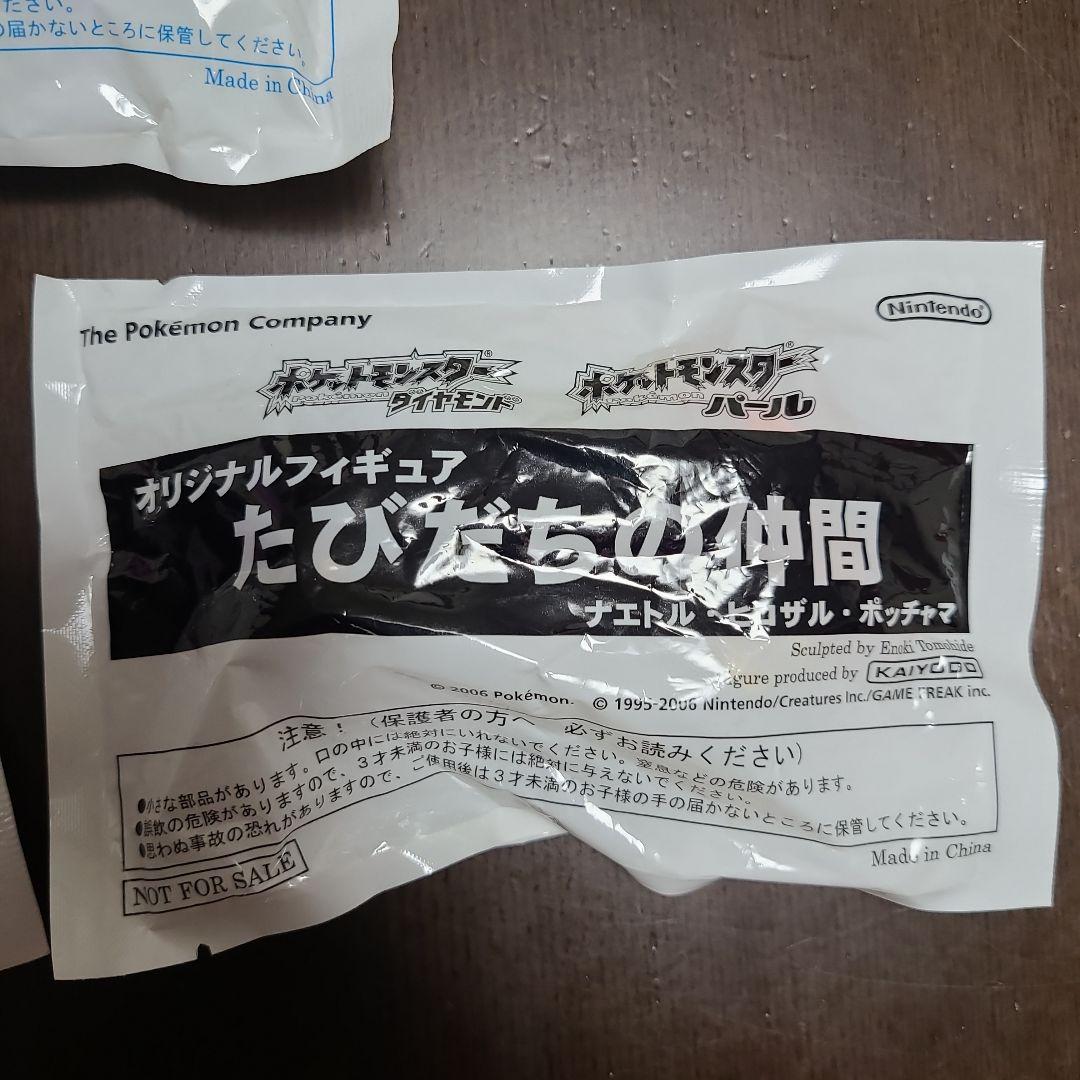 ださい。
の届かないところに保管してください。
Made in China
The Pokémon Company
Nintendo®
ポケットモンスター®
Pokémon
ダイヤモンド
ポケットモンスター®
Pokémon
パール
オリジナルフィギュア
たびだちの仲間
ナエトル・ヒコザル・ポッチャマ
Sculpted by Enoki Tomohide
figure produced by KAIYODO
© 2006 Pokémon. © 1995-2006 Nintendo/Creatures Inc./GAME FREAK inc.
注意！（保護者の方へ 必ずお読みください）
●小さな部品があります。口の中には絶対にいれないでください。窒息などの危険があります。
●誤飲の危険がありますので、3才未満のお子様には絶対に与えないでください。
●思わぬ事故の恐れがありますので、ご使用後は3才未満のお子様の手の届かないところに保管してください。
NOT FOR SALE
Made in China